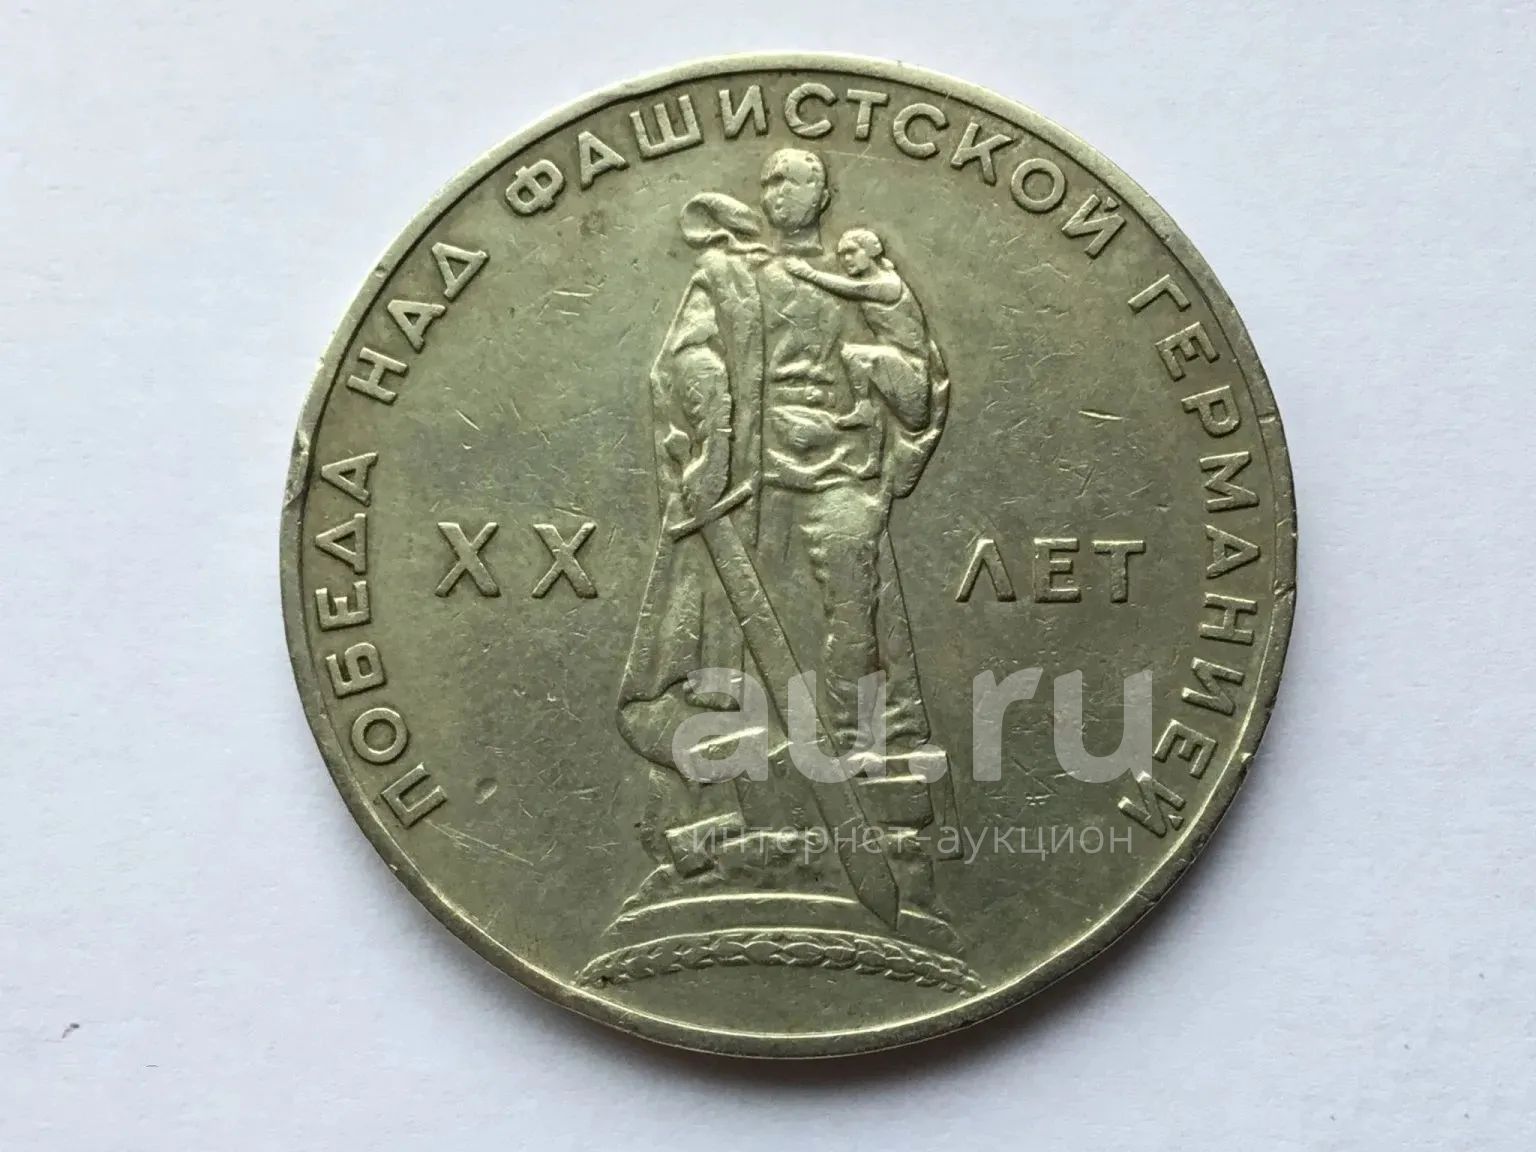 ПОБЕДА НАД ФАШИСТСКОЙ ГЕРМАНИЕЙ
XX ЛЕТ
au.ru
интернет-аукцион